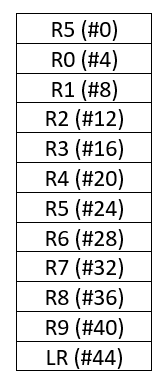 R5 (#0)
R0 (#4)
R1 (#8)
R2 (#12)
R3 (#16)
R4 (#20)
R5 (#24)
R6 (#28)
R7 (#32)
R8 (#36)
R9 (#40)
LR (#44)